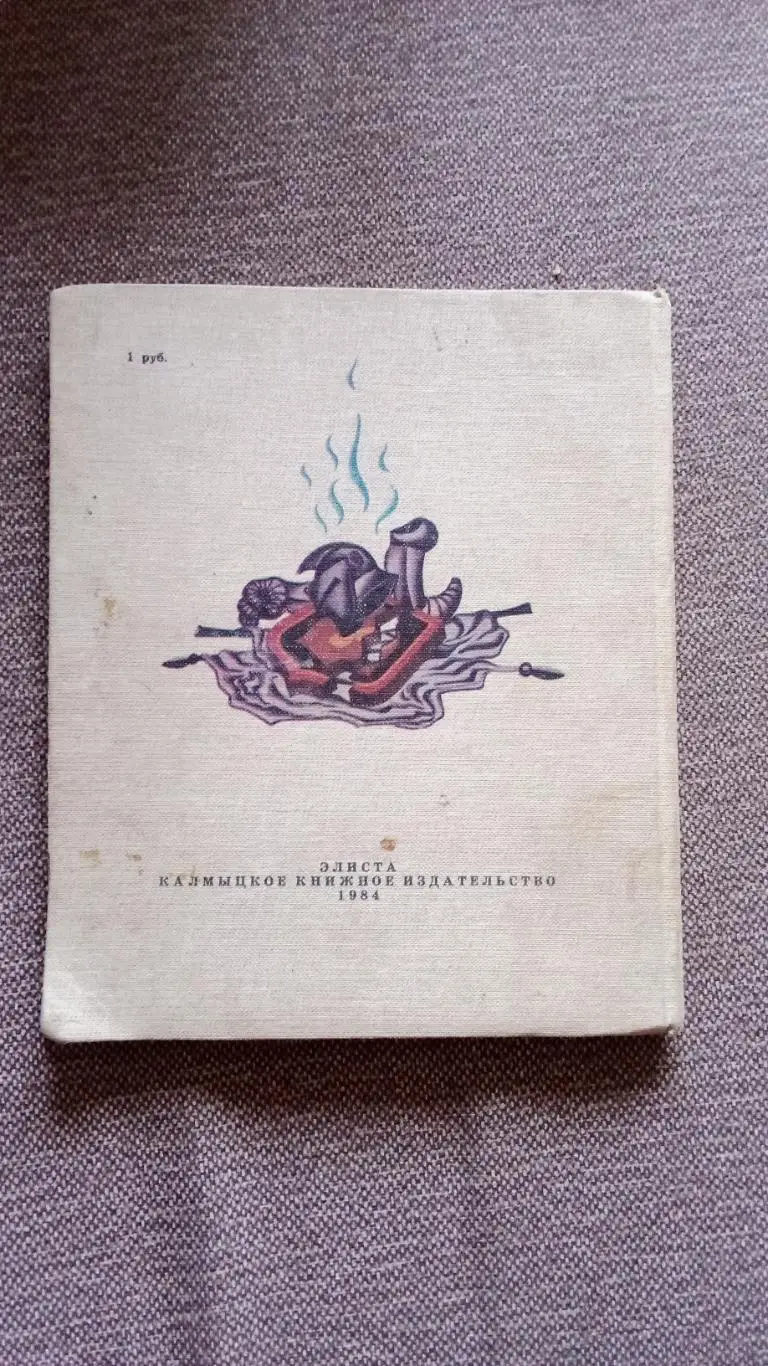 1 руб.
ЭЛИСТА
КАЛМЫЦКОЕ КНИЖНОЕ ИЗДАТЕЛЬСТВО
1984